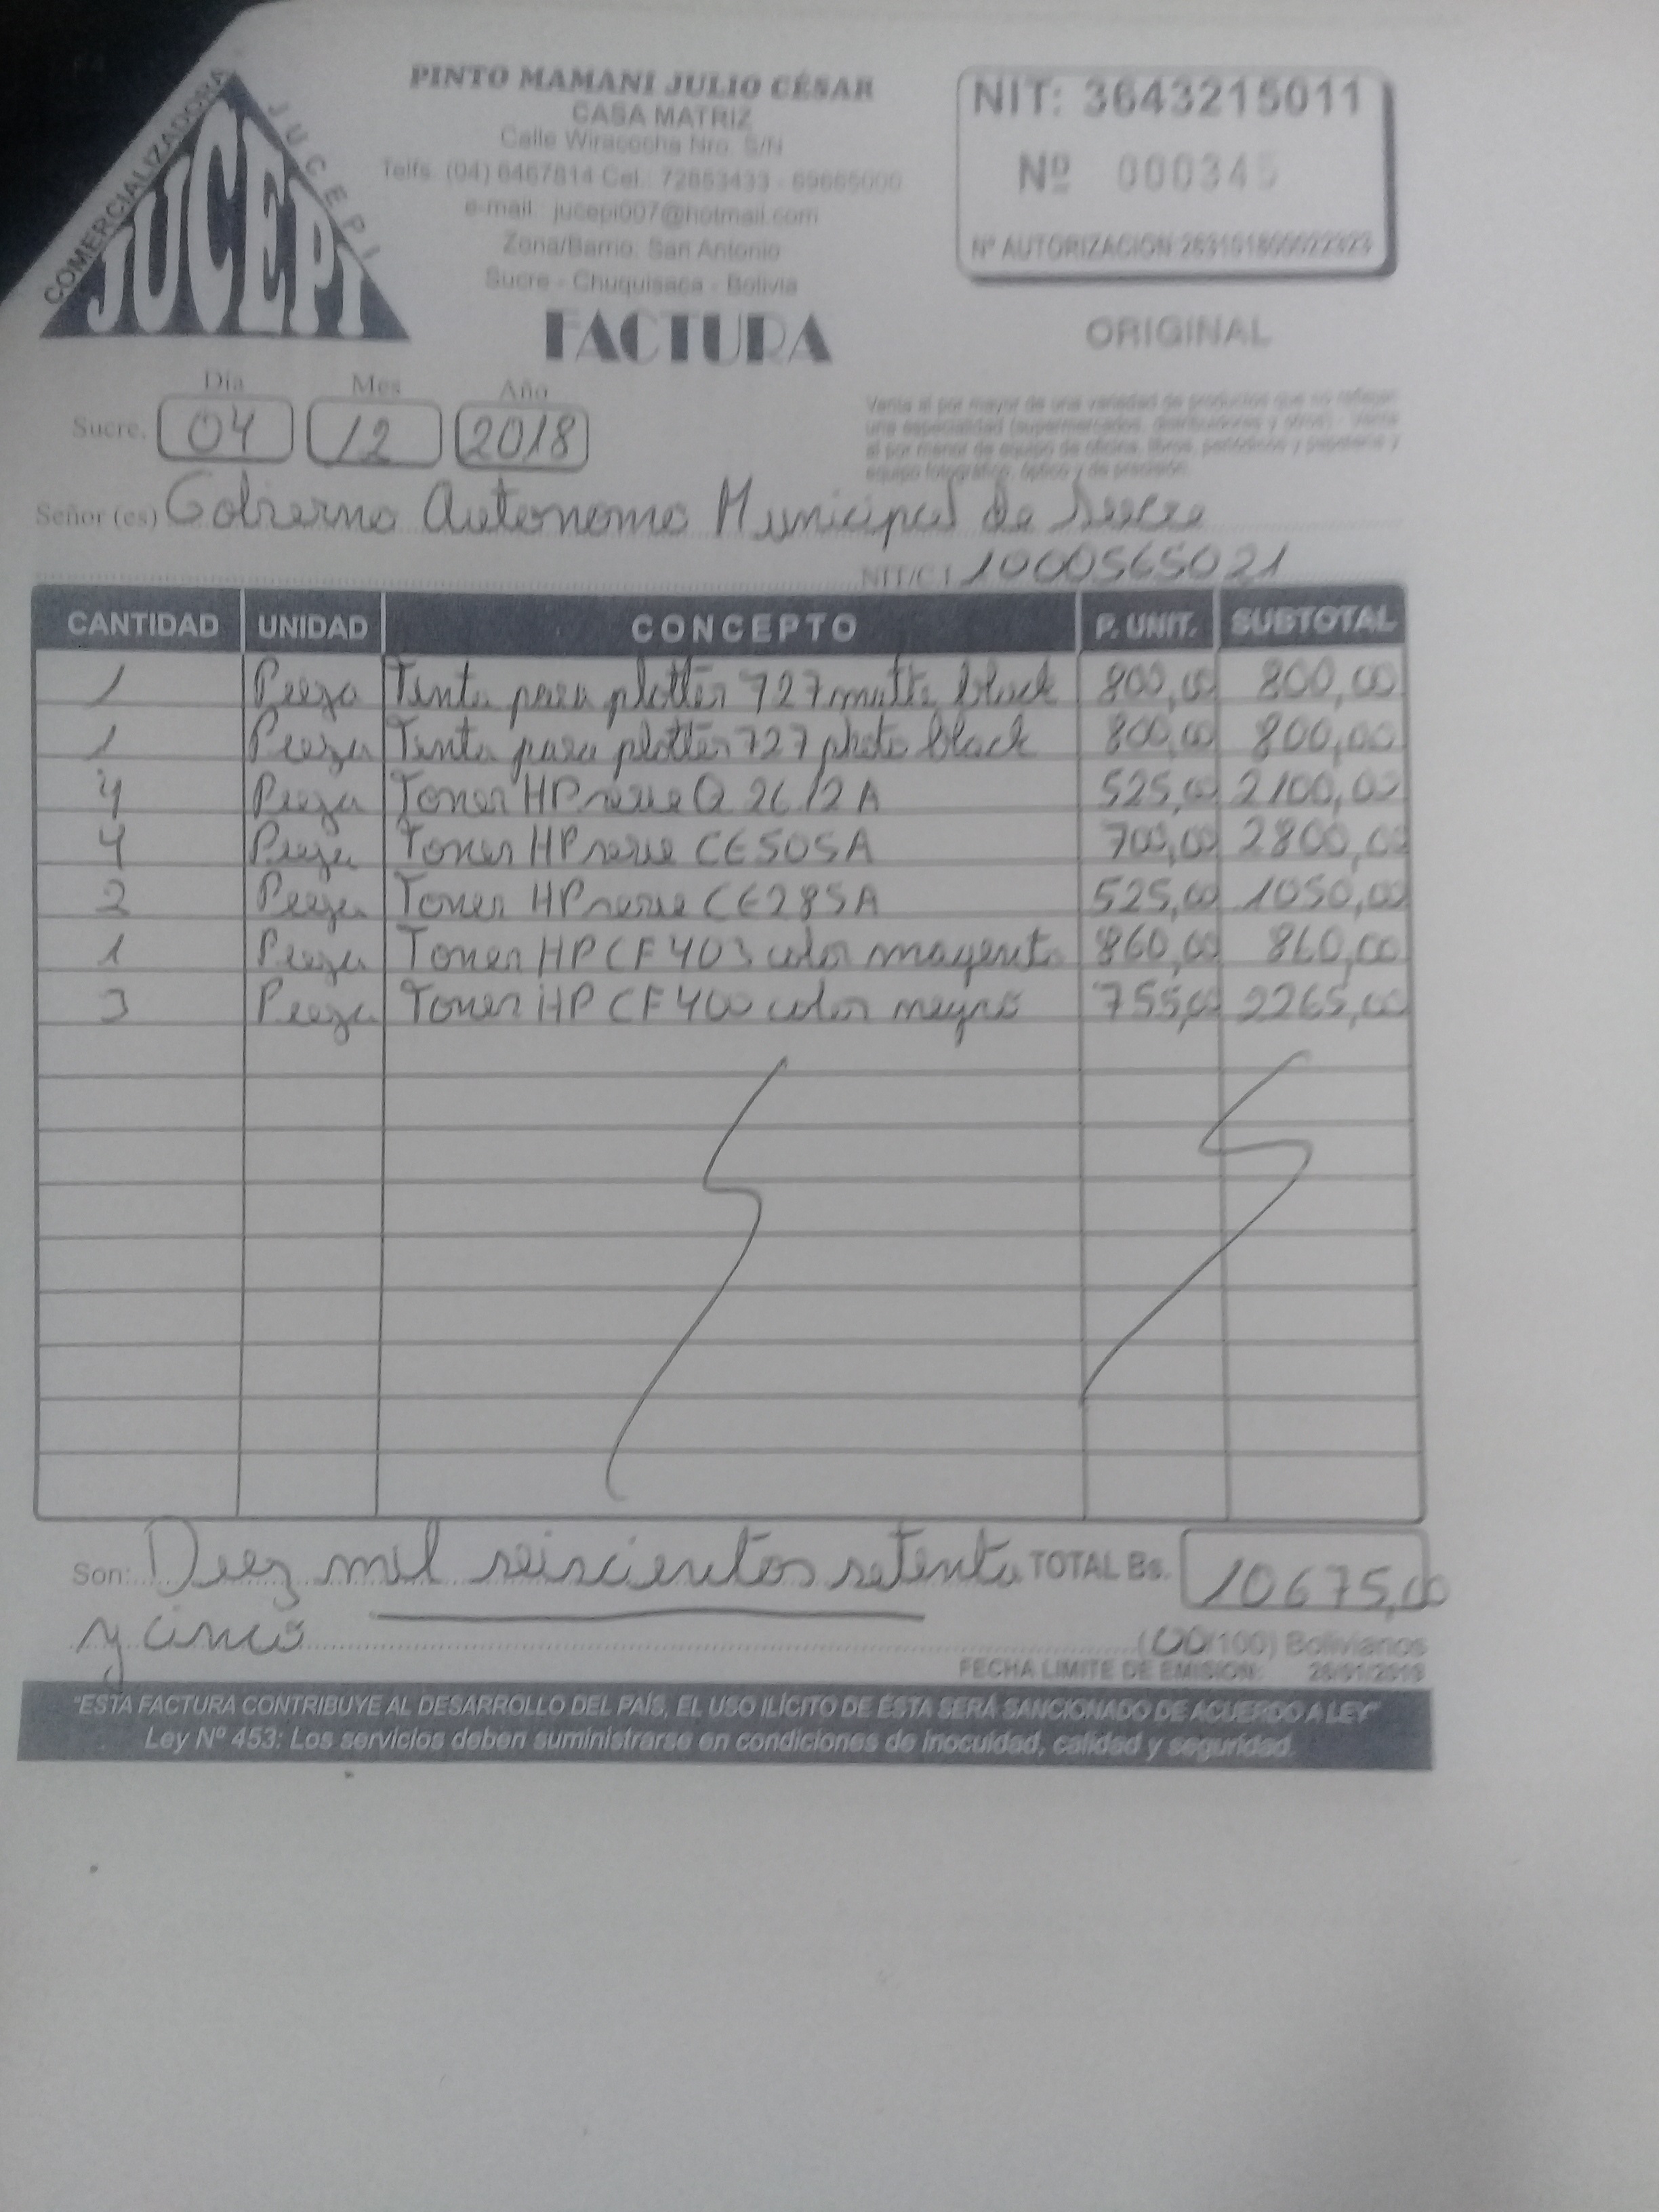 COMERCIALIZADORA
JUCEPI
JUCEPI
PINTO MAMANI JULIO CÉSAR
CASA MATRIZ
Calle Wiracocha Nro. S/N
Telfs. (04) 6467814 Cel.: 72863433 - 69665000
e-mail: jucepi007@hotmail.com
Zona/Barrio: San Antonio
Sucre - Chuquisaca - Bolivia
FACTURA
NIT: 3643215011
Nº 000345
Nº AUTORIZACION
ORIGINAL
Venta al por mayor de una variedad de productos que no reflejan
una especialidad (supermercados, distribuidores y otros) - Venta
al por menor de equipo de oficina, libros, periódicos y papelería y
equipo fotográfico, óptico y de precisión.
Día Mes Año
Sucre, 04 12 2018
Señor (es) Gobierno Autonomo Municipal de Sucre
NIT/C.I. 1000565021
CANTIDAD UNIDAD CONCEPTO P. UNIT. SUBTOTAL
1 Pieza Tinta para plotter 727 matte black 800,00 800,00
1 Pieza Tinta para plotter 727 photo black 800,00 800,00
4 Pieza Toner HP negro Q2612A 525,00 2100,00
4 Pieza Toner HP negro CE505A 700,00 2800,00
2 Pieza Toner HP negro CE285A 525,00 1050,00
1 Pieza Toner HP CF403 color magenta 860,00 860,00
3 Pieza Toner HP CF400 color negro 755,00 2265,00
Son: Diez mil seiscientos setenta TOTAL Bs. 10675,00
y cinco (00/100) Bolivianos
FECHA LIMITE DE EMISION: 26/01/2019
"ESTA FACTURA CONTRIBUYE AL DESARROLLO DEL PAÍS, EL USO ILÍCITO DE ÉSTA SERÁ SANCIONADO DE ACUERDO A LEY"
Ley Nº 453: Los servicios deben suministrarse en condiciones de inocuidad, calidad y seguridad.